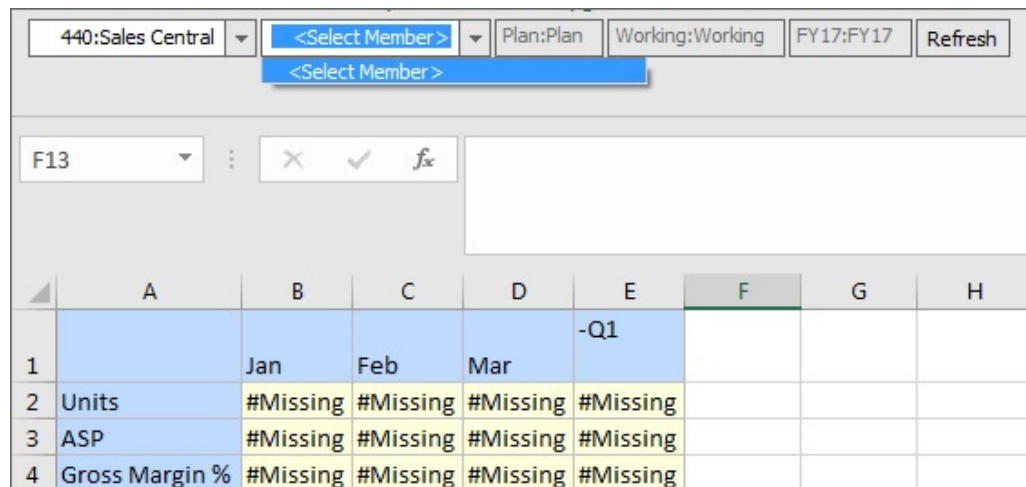 440:Sales Central <Select Member> Plan:Plan Working:Working FY17:FY17 Refresh
<Select Member>
F13 fx
A B C D E F G H
-Q1
1 Jan Feb Mar
2 Units #Missing #Missing #Missing #Missing
3 ASP #Missing #Missing #Missing #Missing
4 Gross Margin % #Missing #Missing #Missing #Missing